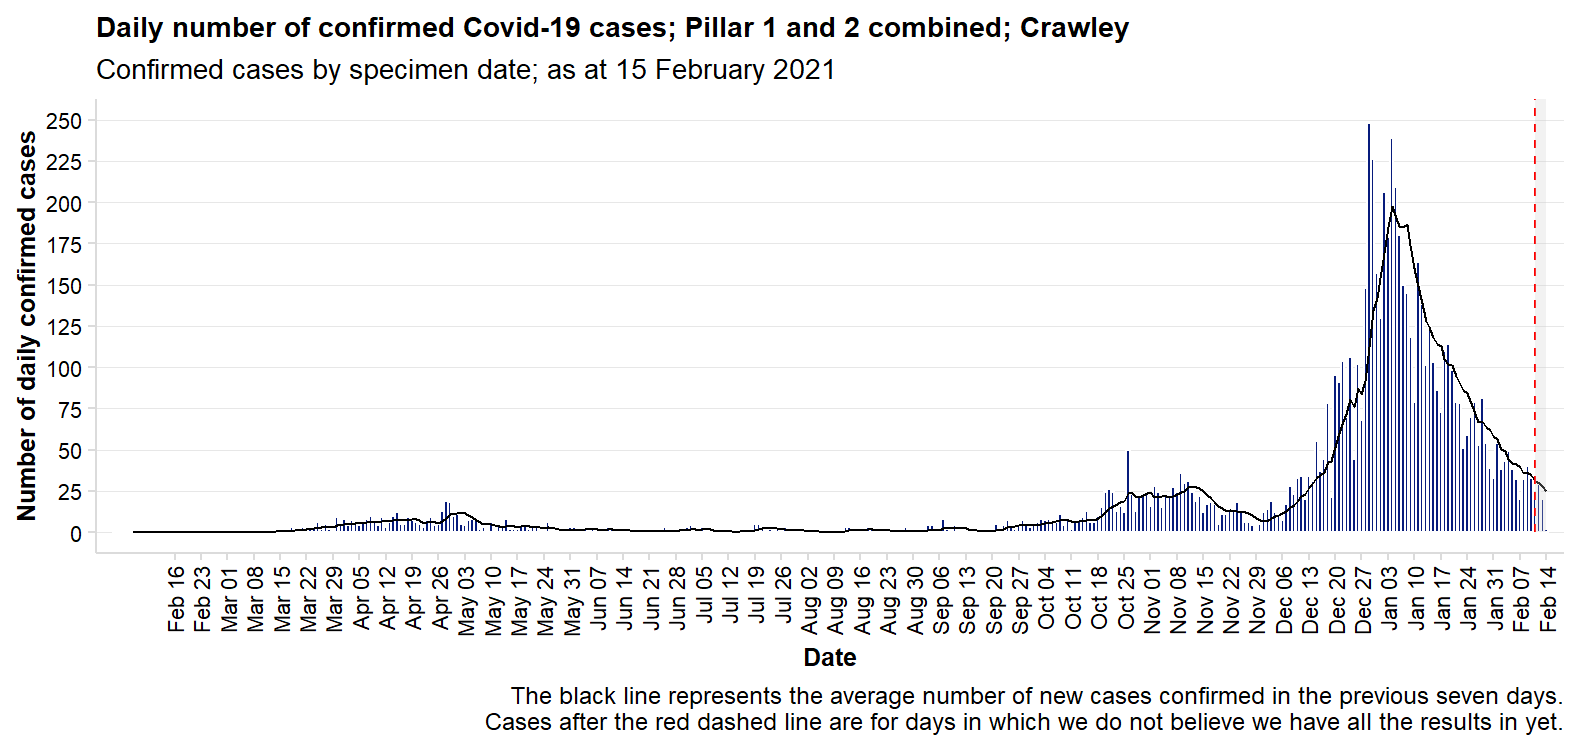 Daily number of confirmed Covid-19 cases; Pillar 1 and 2 combined; Crawley
Confirmed cases by specimen date; as at 15 February 2021
Number of daily confirmed cases
250
225
200
175
150
125
100
75
50
25
0
Feb 16
Feb 23
Mar 01
Mar 08
Mar 15
Mar 22
Mar 29
Apr 05
Apr 12
Apr 19
Apr 26
May 03
May 10
May 17
May 24
May 31
Jun 07
Jun 14
Jun 21
Jun 28
Jul 05
Jul 12
Jul 19
Jul 26
Aug 02
Aug 09
Aug 16
Aug 23
Aug 30
Sep 06
Sep 13
Sep 20
Sep 27
Oct 04
Oct 11
Oct 18
Oct 25
Nov 01
Nov 08
Nov 15
Nov 22
Nov 29
Dec 06
Dec 13
Dec 20
Dec 27
Jan 03
Jan 10
Jan 17
Jan 24
Jan 31
Feb 07
Feb 14
Date
The black line represents the average number of new cases confirmed in the previous seven days.
Cases after the red dashed line are for days in which we do not believe we have all the results in yet.